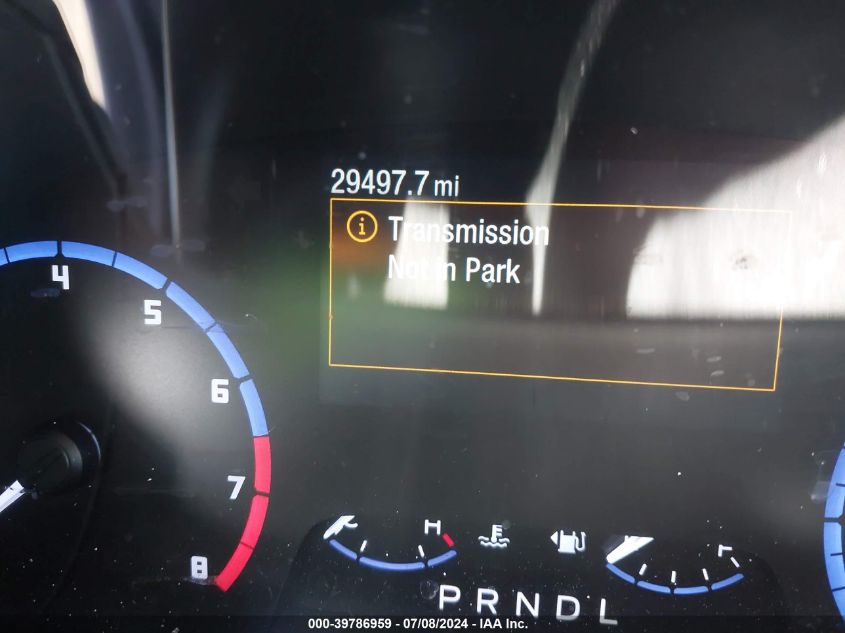 29497.7 mi
Transmission
Not in Park
4
5
6
7
8
H
P R N D L
000-39786959 - 07/08/2024 - IAA Inc.